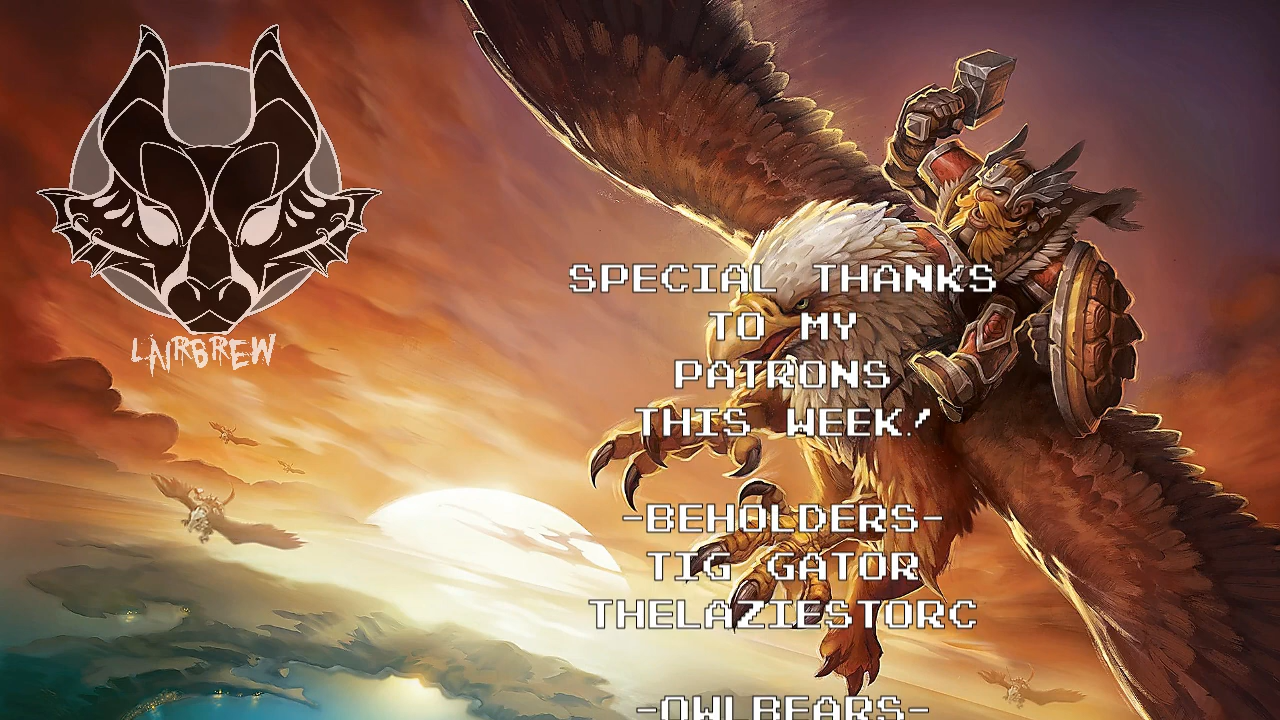 LAIRBREW
SPECIAL THANKS
TO MY
PATRONS
THIS WEEK!
-BEHOLDERS-
TIG GATOR
THELAZIESTORC
-OWLBEARS-